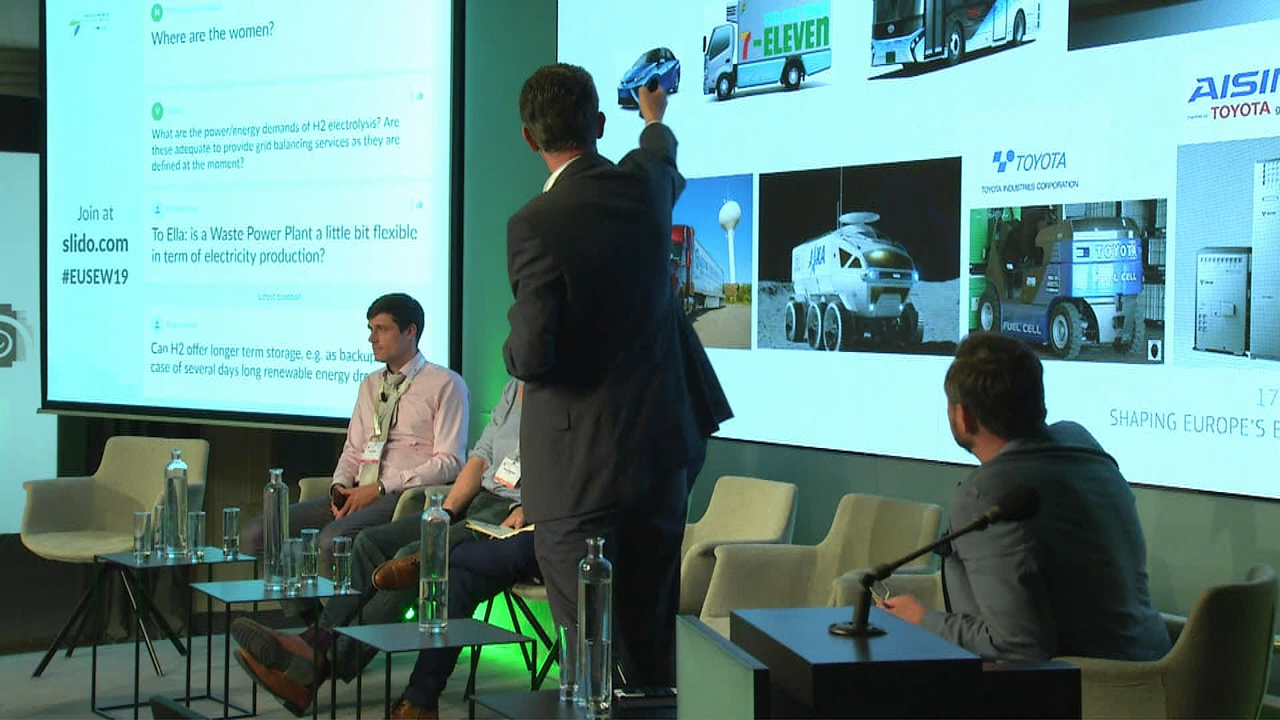 Where are the women?
What are the power/energy demands of H2 electrolysis? Are
these adequate to provide grid balancing services as they are
defined at the moment?
To Ella: is a Waste Power Plant a little bit flexible
in term of electricity production?
Can H2 offer longer term storage, e.g. as backup
case of several days long renewable energy dr
Join at
slido.com
#EUSEW19
7-ELEVEN
AISIN
TOYOTA
TOYOTA
TOYOTA INDUSTRIES CORPORATION
JAXA
TOYOTA
FUEL CELL
FUEL CELL
17
SHAPING EUROPE'S E